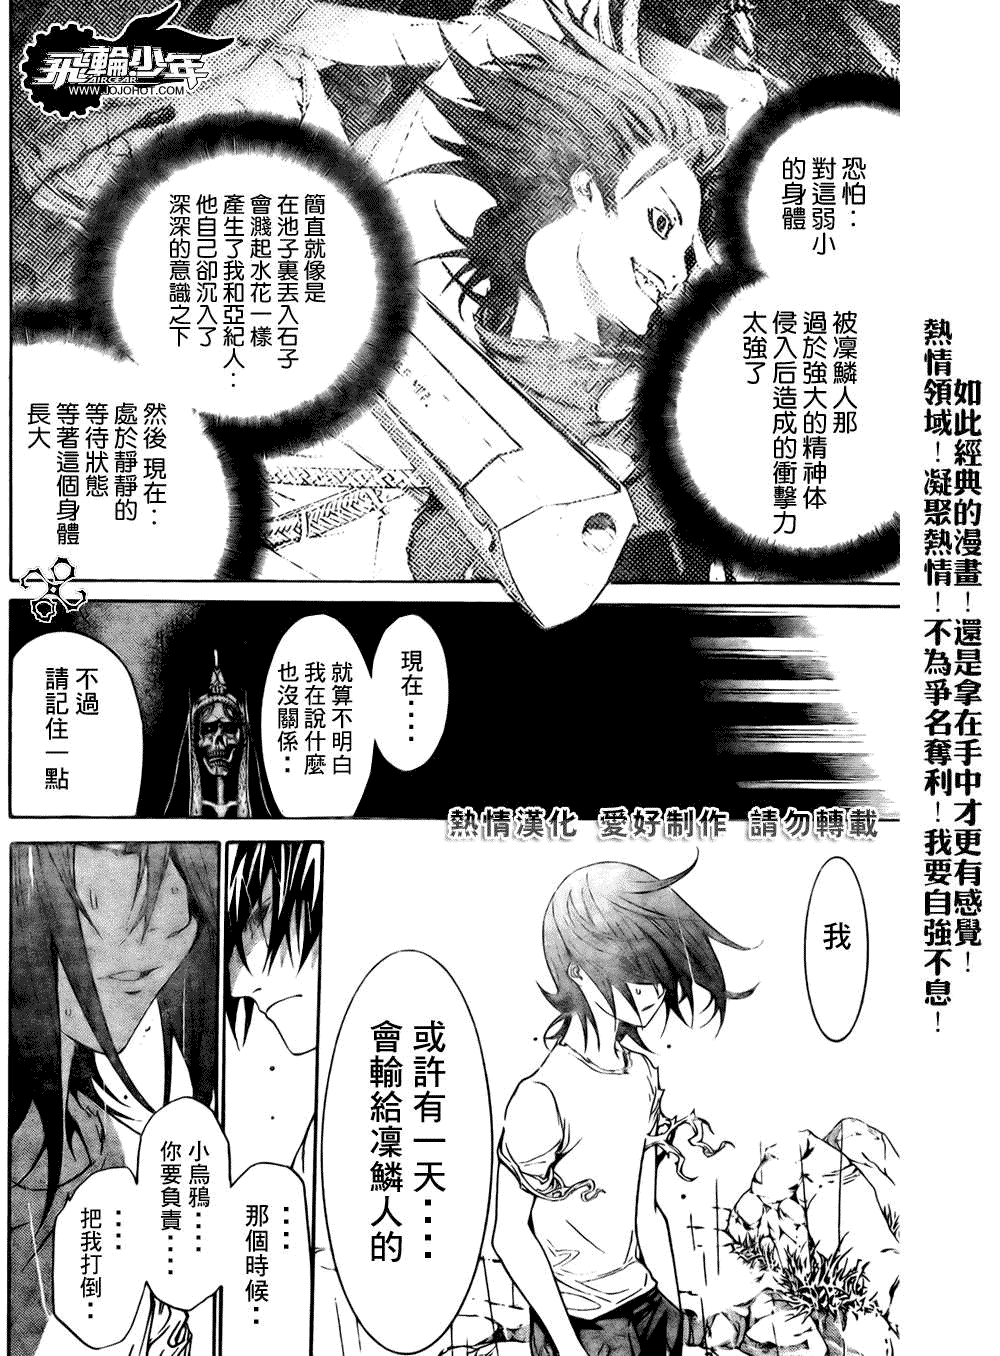 飛輪少年
AIRGEAR
WWW.JOJOHOT.COM
恐怕：
對這弱小
的身體
被凜鱗人那
過於強大的精神体
侵入后造成的衝擊力
太強了
簡直就像是
在池子裏丟入石子
會濺起水花一樣
產生了我和亞紀人：
他自己卻沉入了
深深的意識之下
然後 現在：
處於靜靜的
等待狀態
等著這個身體
長大
現在‥‥
就算不明白
我在說什麼
也沒關係‥
不過
請記住一點
熱情漢化 愛好制作 請勿轉載
我
或許有一天‥‥
會輸給凜鱗人的
‥‥
那個時候‥
小烏鴉‥‥
你要負責‥‥
‥‥
把我打倒‥
如此經典的漫畫！還是拿在手中才更有感覺！
熱情領域！凝聚熱情！不為爭名奪利！我要自強不息！